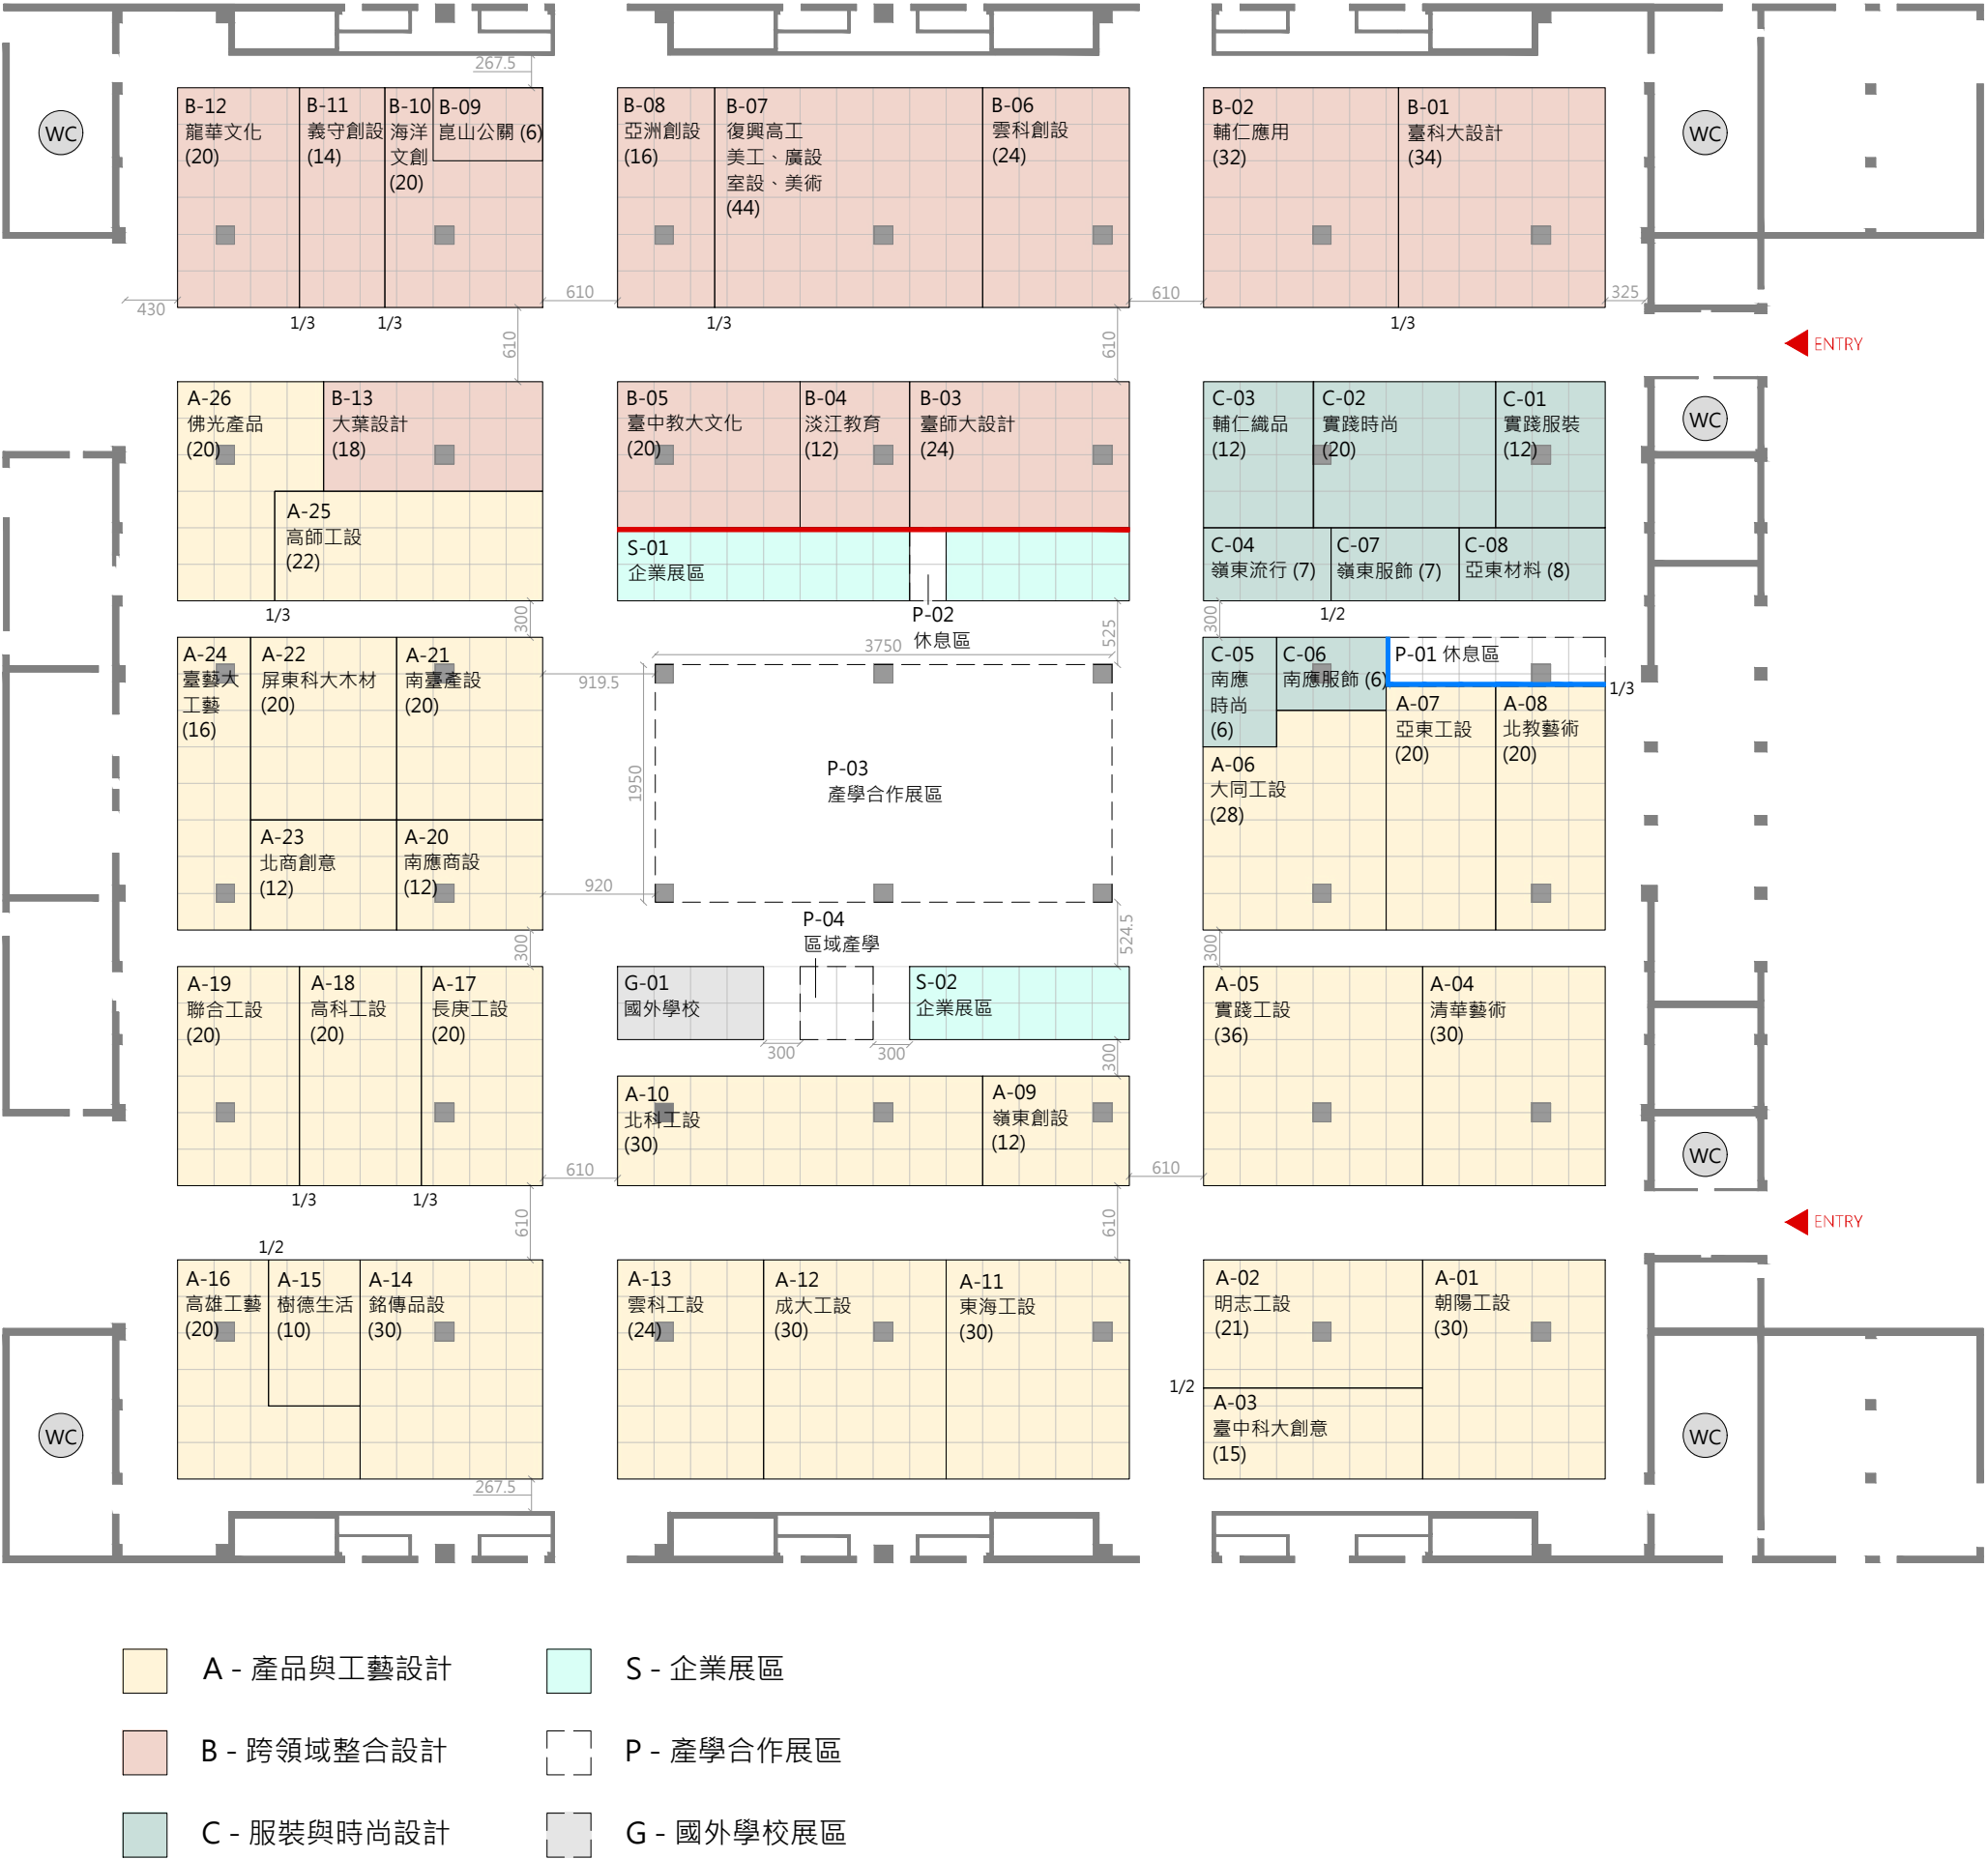 267.5
B-12
龍華文化
(20)
B-11
義守創設
(14)
B-10
海洋
文創
(20)
B-09
崑山公關 (6)
B-08
亞洲創設
(16)
B-07
復興高工
美工、廣設
室設、美術
(44)
B-06
雲科創設
(24)
B-02
輔仁應用
(32)
B-01
臺科大設計
(34)
WC
WC
430
610
610
325
1/3
1/3
1/3
1/3
610
610
ENTRY
A-26
佛光產品
(20)
B-13
大葉設計
(18)
A-25
高師工設
(22)
B-05
臺中教大文化
(20)
B-04
淡江教育
(12)
B-03
臺師大設計
(24)
C-03
輔仁織品
(12)
C-02
實踐時尚
(20)
C-01
實踐服裝
(12)
WC
S-01
企業展區
P-02
休息區
C-04
嶺東流行 (7)
C-07
嶺東服飾 (7)
C-08
亞東材料 (8)
1/3
300
525
300
1/2
A-24
臺藝大
工藝
(16)
A-22
屏東科大木材
(20)
A-21
南臺產設
(20)
919.5
3750
1950
P-03
產學合作展區
C-05
南應
時尚
(6)
C-06
南應服飾 (6)
P-01 休息區
1/3
A-07
亞東工設
(20)
A-08
北教藝術
(20)
A-06
大同工設
(28)
A-23
北商創意
(12)
A-20
南應商設
(12)
920
300
P-04
區域產學
524.5
300
A-19
聯合工設
(20)
A-18
高科工設
(20)
A-17
長庚工設
(20)
G-01
國外學校
S-02
企業展區
300
300
300
A-05
實踐工設
(36)
A-04
清華藝術
(30)
A-10
北科工設
(30)
A-09
嶺東創設
(12)
WC
610
610
1/3
1/3
610
610
ENTRY
1/2
A-16
高雄工藝
(20)
A-15
樹德生活
(10)
A-14
銘傳品設
(30)
A-13
雲科工設
(24)
A-12
成大工設
(30)
A-11
東海工設
(30)
A-02
明志工設
(21)
A-01
朝陽工設
(30)
1/2
A-03
臺中科大創意
(15)
WC
WC
267.5
A - 產品與工藝設計
S - 企業展區
B - 跨領域整合設計
P - 產學合作展區
C - 服裝與時尚設計
G - 國外學校展區